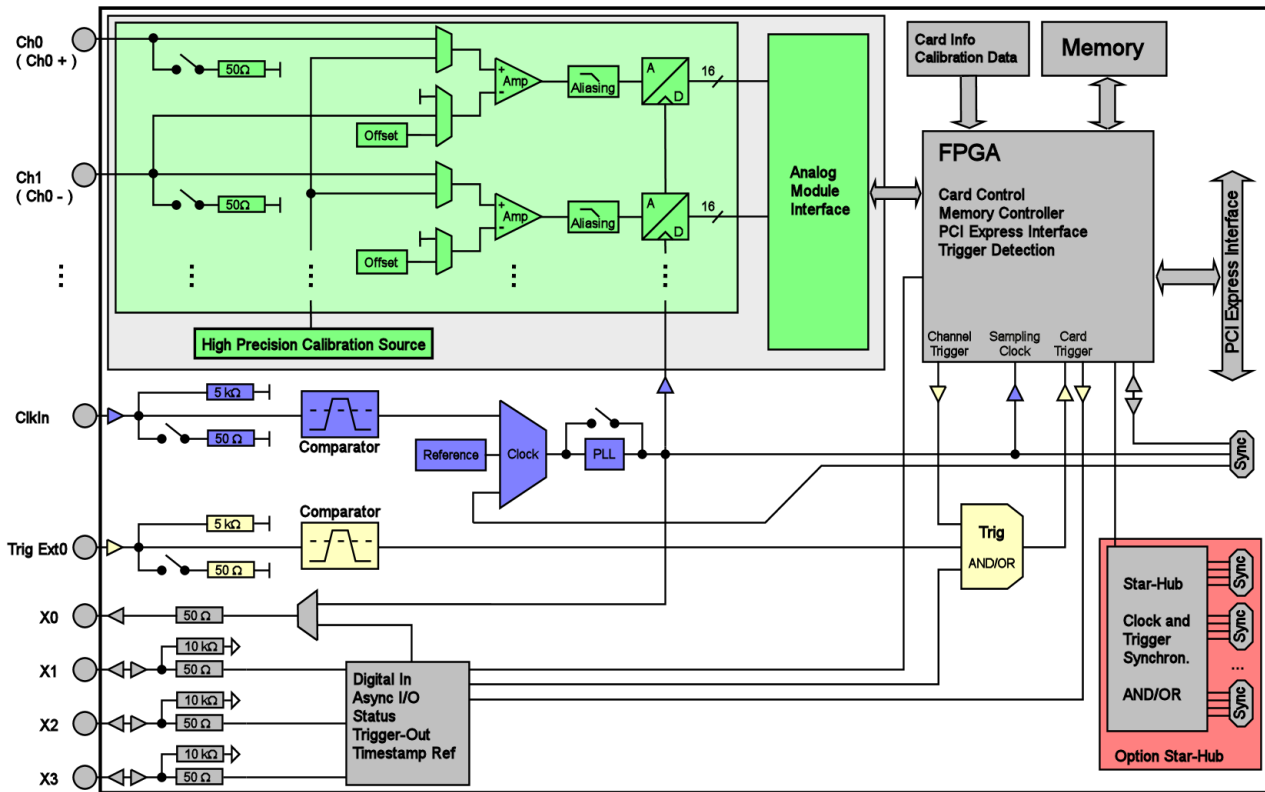 Ch0
( Ch0 + )
50Ω
Offset
+
-
Amp
Aliasing
A
D
16
Ch1
( Ch0 - )
50Ω
Offset
+
-
Amp
Aliasing
A
D
16
High Precision Calibration Source
Analog
Module
Interface
Card Info
Calibration Data
Memory
FPGA
Card Control
Memory Controller
PCI Express Interface
Trigger Detection
Channel
Trigger
Sampling
Clock
Card
Trigger
PCI Express Interface
ClkIn
5 kΩ
50 Ω
Comparator
Reference
Clock
PLL
Sync
Trig Ext0
5 kΩ
50 Ω
Comparator
Trig
AND/OR
X0
50 Ω
X1
10 kΩ
50 Ω
X2
10 kΩ
50 Ω
X3
10 kΩ
50 Ω
Digital In
Async I/O
Status
Trigger-Out
Timestamp Ref
Star-Hub
Clock and
Trigger
Synchron.
AND/OR
Sync
Sync
...
Sync
Option Star-Hub